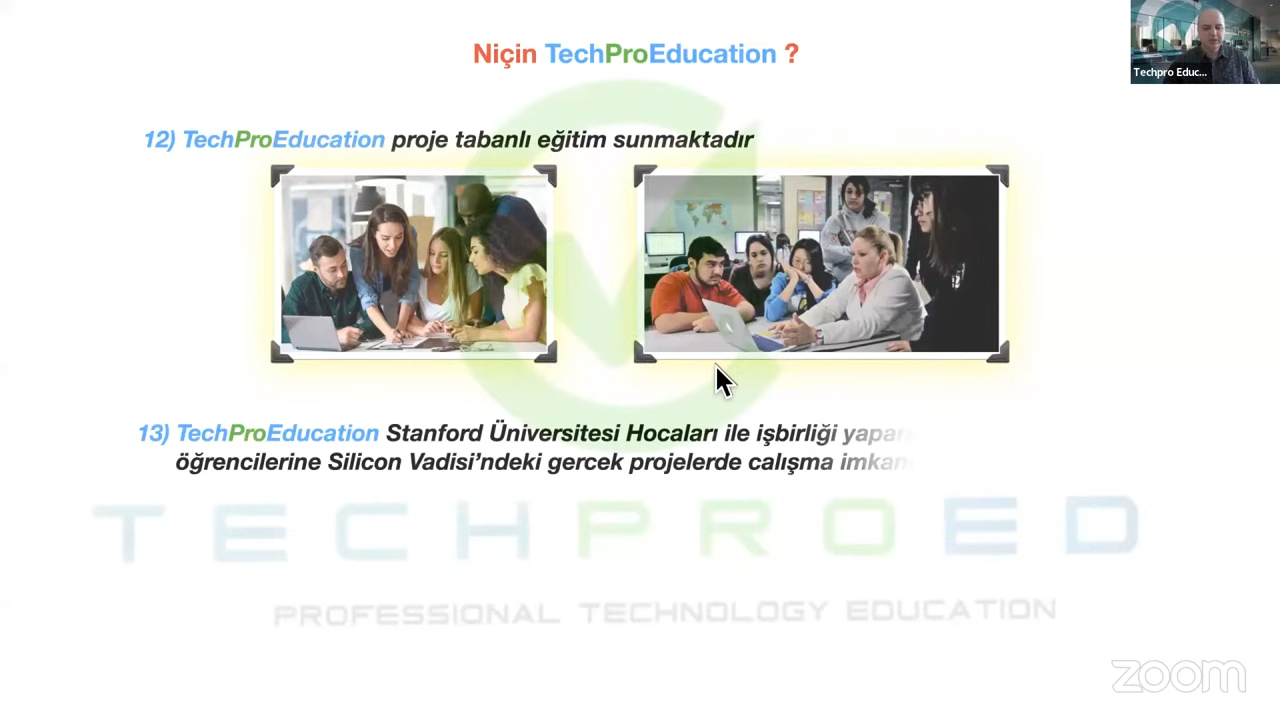 Niçin TechProEducation ?
Techpro Educ...
12) TechProEducation proje tabanlı eğitim sunmaktadır
13) TechProEducation Stanford Üniversitesi Hocaları ile işbirliği
öğrencilerine Silicon Vadisi’ndeki gercek projelerde calışma
TECHPROED
PROFESSIONAL TECHNOLOGY EDUCATION
zoom